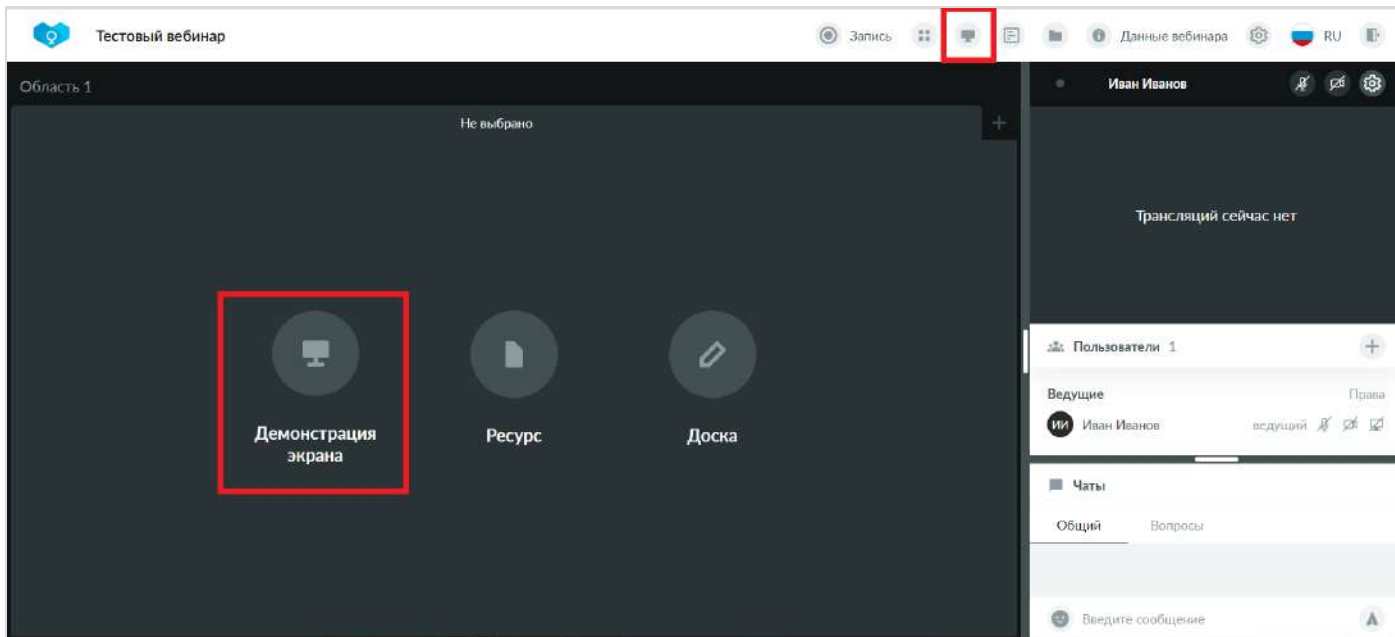 Тестовый вебинар
Запись
Данные вебинара
RU
Область 1
Не выбрано
Иван Иванов
Трансляций сейчас нет
Демонстрация
экрана
Ресурс
Доска
Пользователи 1
Ведущие Права
ИИ Иван Иванов ведущий
Чаты
Общий Вопросы
Введите сообщение